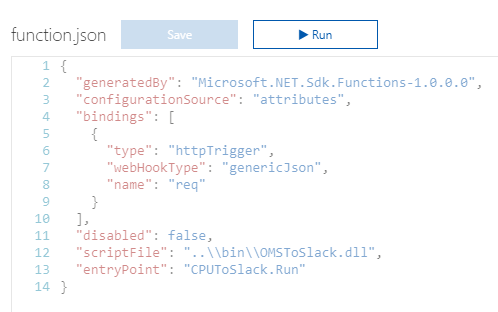 function.json Save Run
1 {
2 "generatedBy": "Microsoft.NET.Sdk.Functions-1.0.0.0",
3 "configurationSource": "attributes",
4 "bindings": [
5 {
6 "type": "httpTrigger",
7 "webHookType": "genericJson",
8 "name": "req"
9 }
10 ],
11 "disabled": false,
12 "scriptFile": "..\\bin\\OMSToSlack.dll",
13 "entryPoint": "CPUToSlack.Run"
14 }